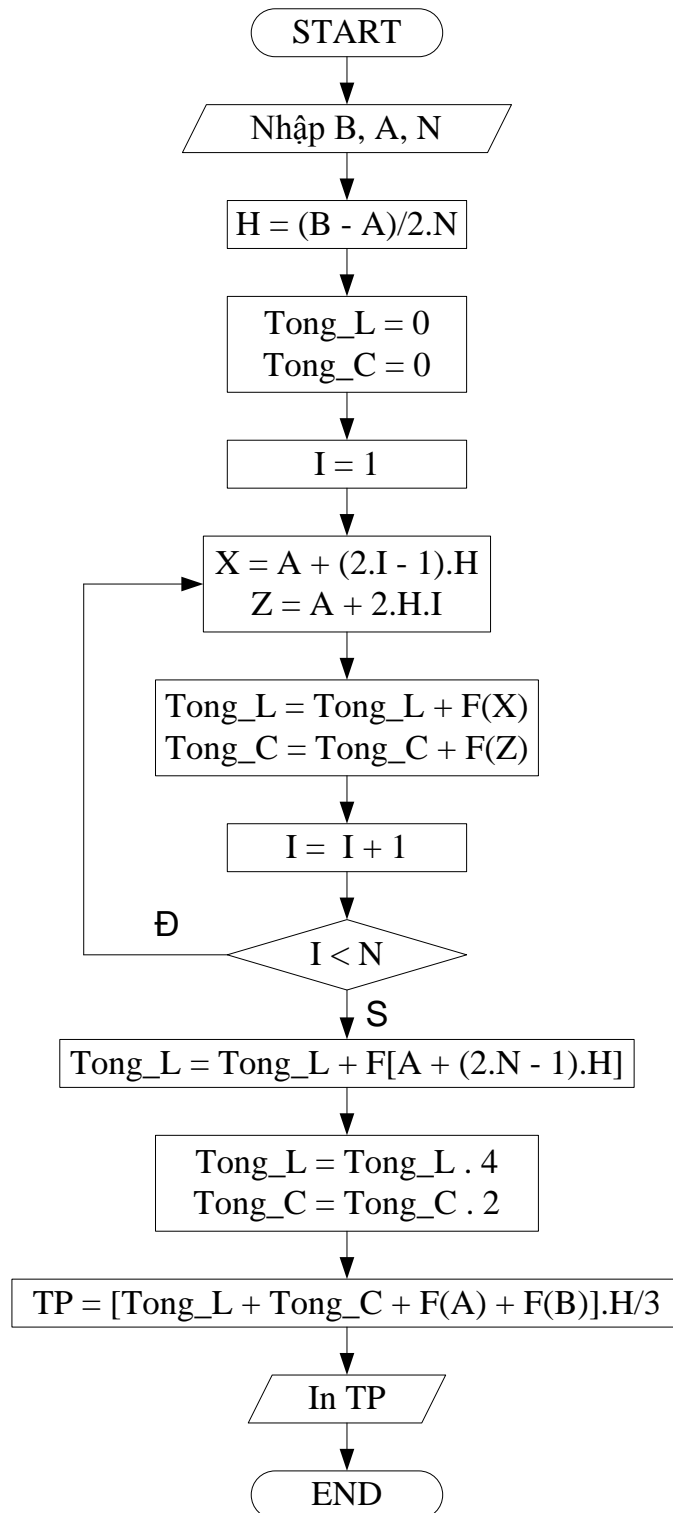 START
Nhập B, A, N
H = (B - A)/2.N
Tong_L = 0
Tong_C = 0
I = 1
X = A + (2.I - 1).H
Z = A + 2.H.I
Tong_L = Tong_L + F(X)
Tong_C = Tong_C + F(Z)
I = I + 1
Đ
I < N
S
Tong_L = Tong_L + F[A + (2.N - 1).H]
Tong_L = Tong_L . 4
Tong_C = Tong_C . 2
TP = [Tong_L + Tong_C + F(A) + F(B)].H/3
In TP
END